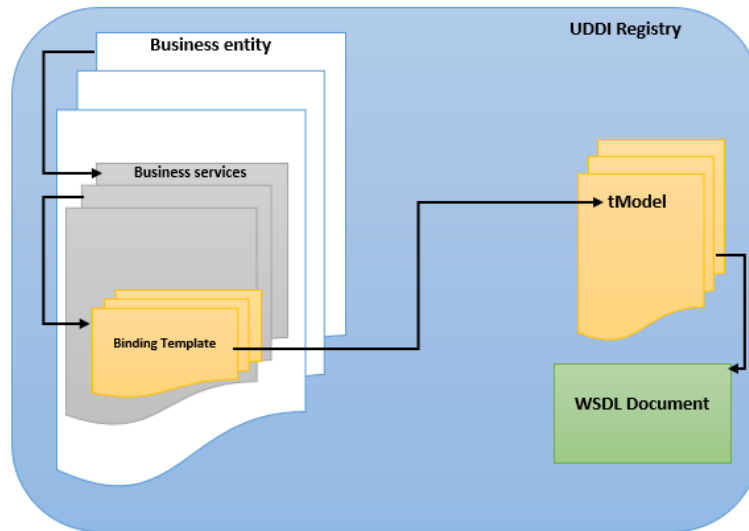 UDDI Registry
Business entity
Business services
tModel
Binding Template
WSDL Document